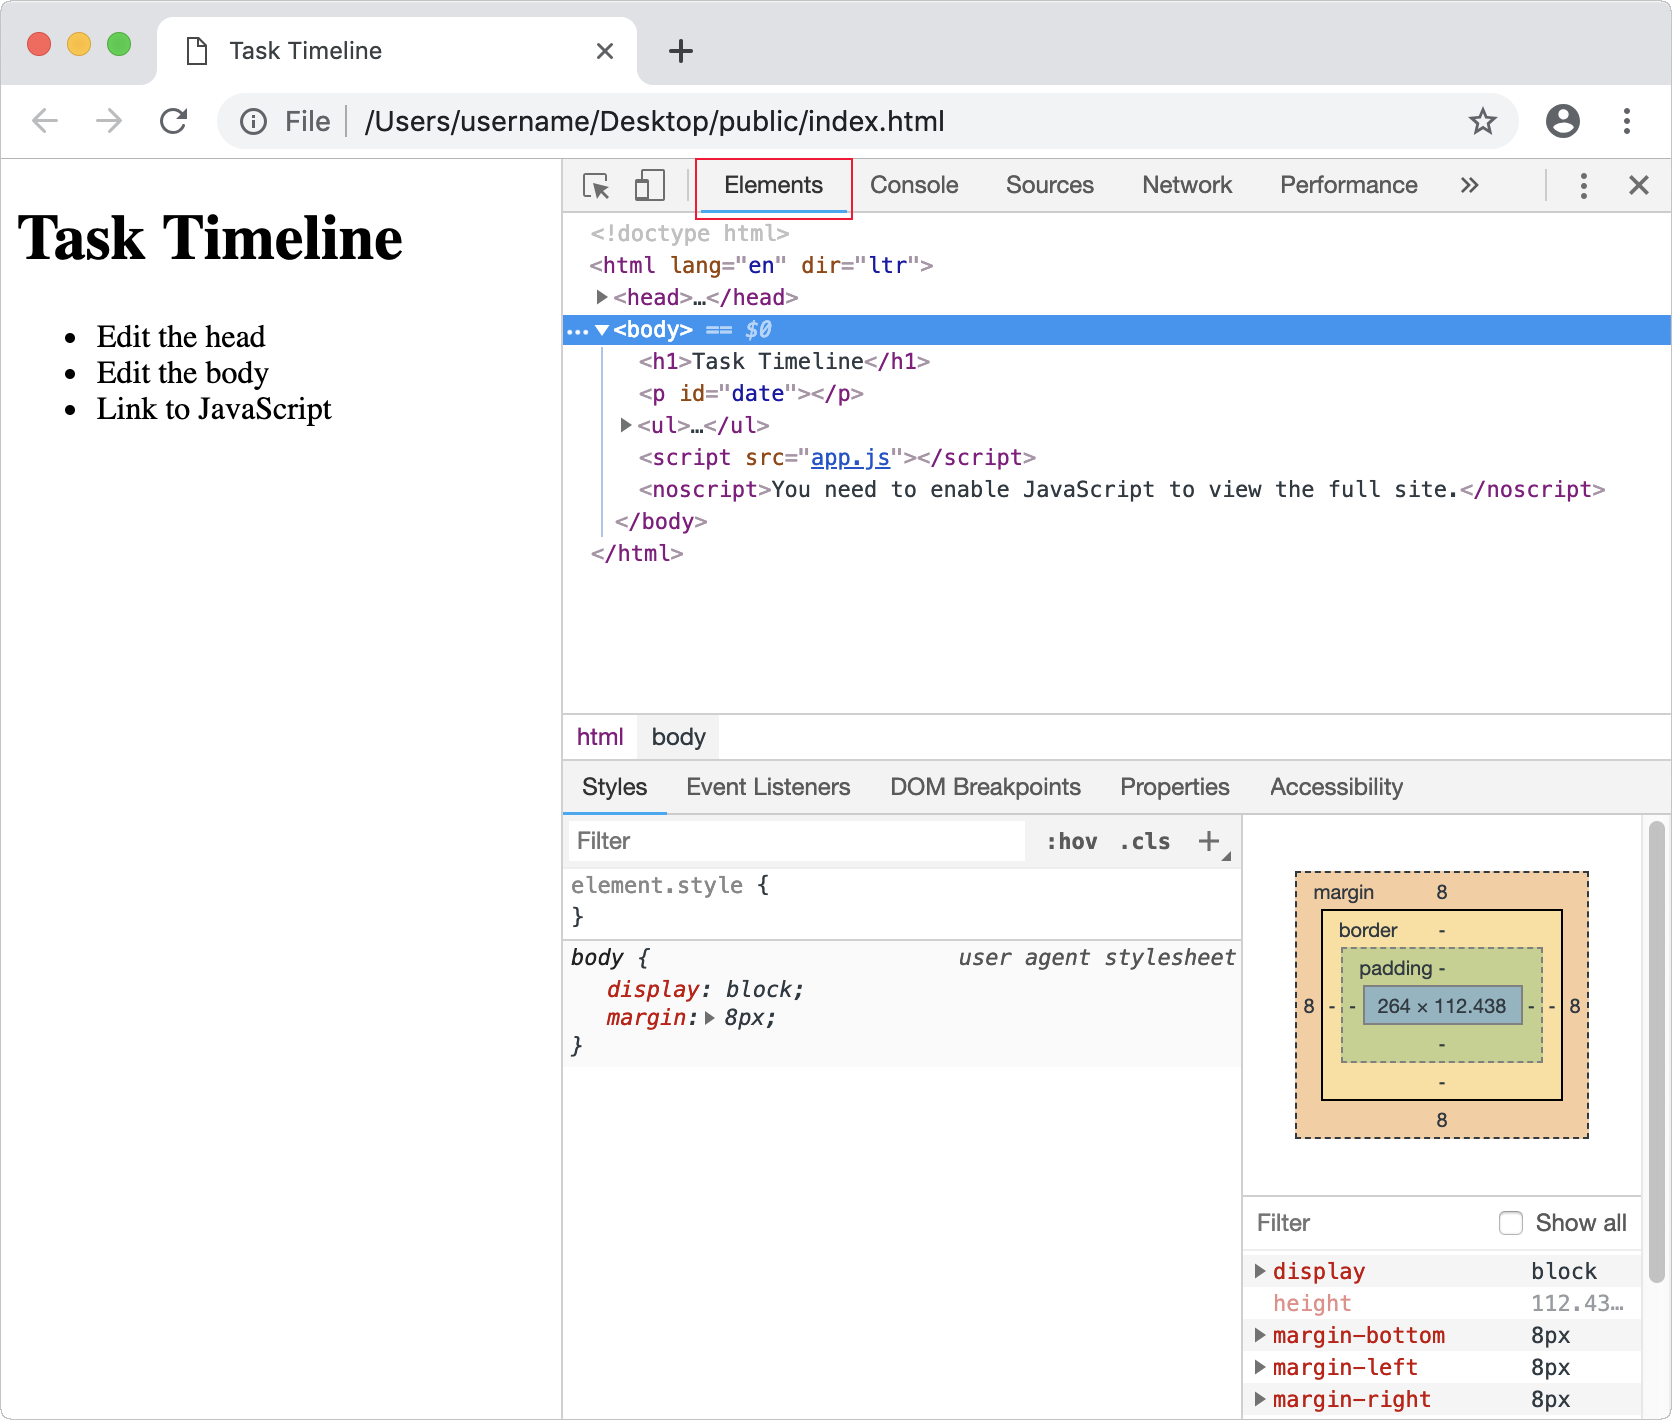 Task Timeline
File /Users/username/Desktop/public/index.html
Task Timeline
• Edit the head
• Edit the body
• Link to JavaScript
Elements Console Sources Network Performance »
<!doctype html>
<html lang="en" dir="ltr">
▶<head>…</head>
…▼<body> == $0
<h1>Task Timeline</h1>
<p id="date"></p>
▶<ul>…</ul>
<script src="app.js"></script>
<noscript>You need to enable JavaScript to view the full site.</noscript>
</body>
</html>
html body
Styles Event Listeners DOM Breakpoints Properties Accessibility
Filter :hov .cls +
element.style {
}
body { user agent stylesheet
display: block;
margin:▶8px;
}
margin 8
border -
padding -
8 - - 264 × 112.438 - - 8
-
-
8
Filter Show all
▶display block
height 112.43…
▶margin-bottom 8px
▶margin-left 8px
▶margin-right 8px